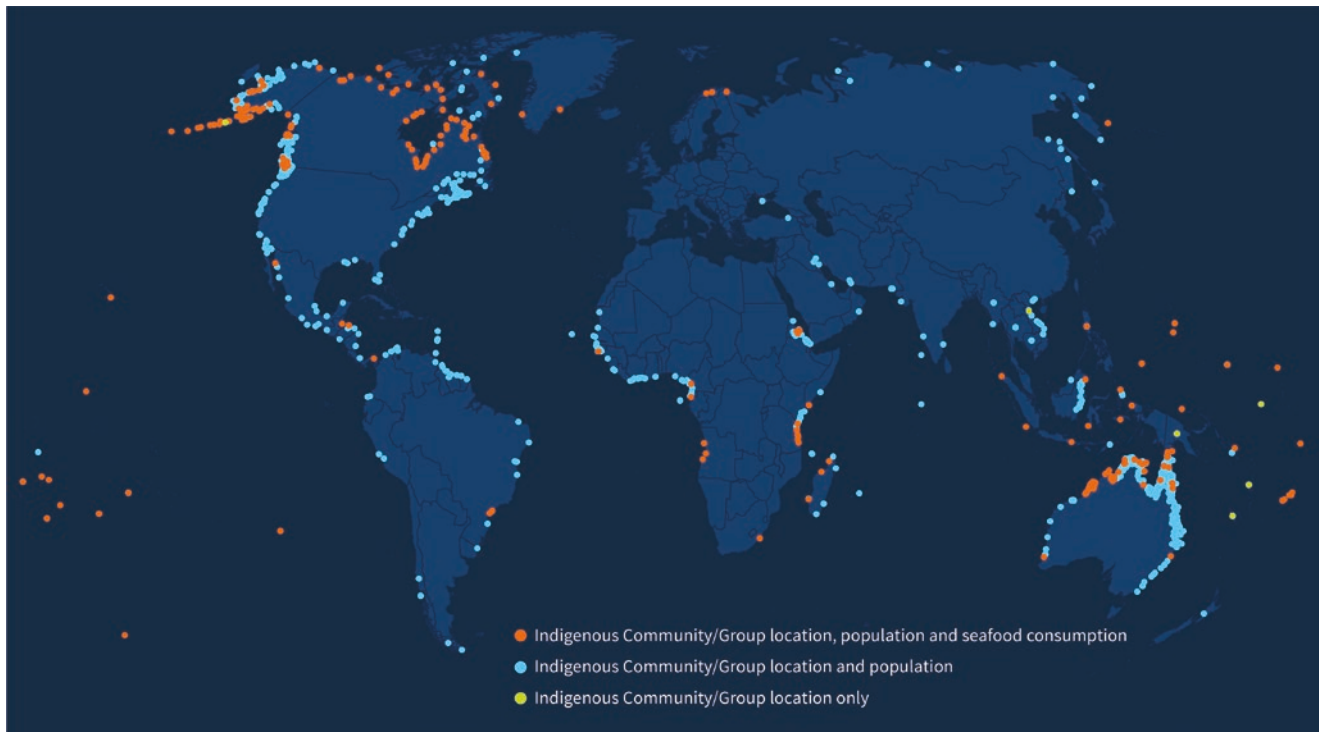 Indigenous Community/Group location, population and seafood consumption
Indigenous Community/Group location and population
Indigenous Community/Group location only